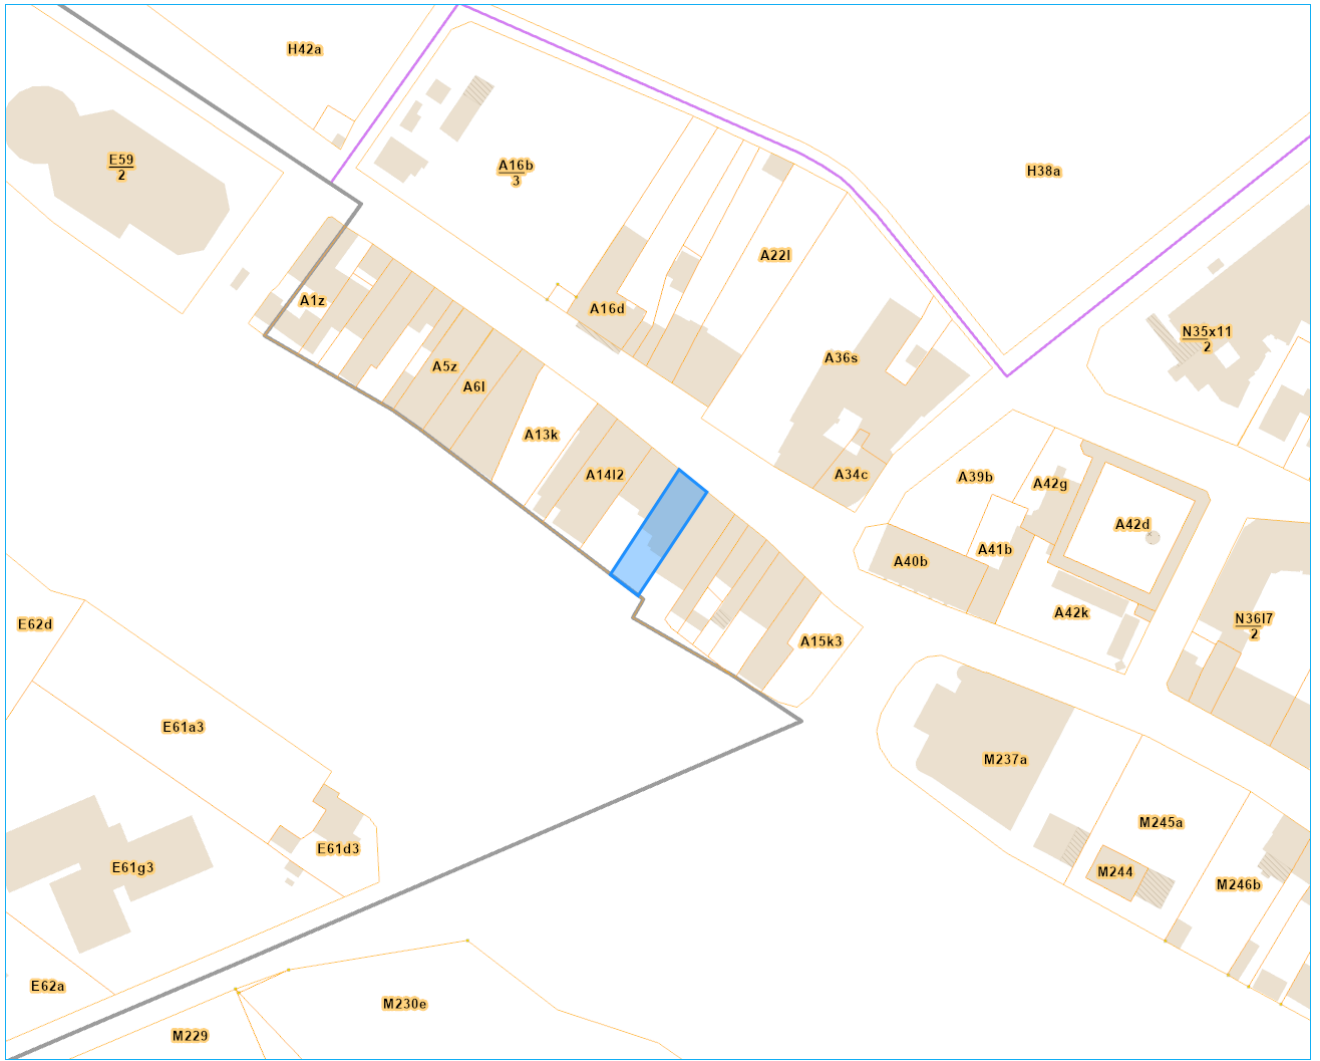 H42a
E59
2
A16b
3
H38a
A22l
A1z
A16d
N35x11
2
A36s
A5z
A6l
A13k
A14l2
A34c
A39b
A42g
A42d
A41b
A40b
A42k
E62d
N36l7
2
A15k3
E61a3
M237a
M245a
E61d3
E61g3
M244
M246b
E62a
M230e
M229